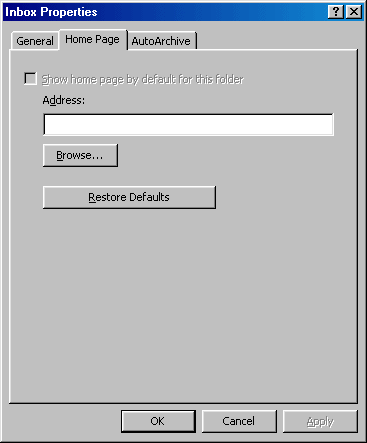 Inbox Properties
General Home Page AutoArchive
Show home page by default for this folder
Address:
Browse...
Restore Defaults
OK Cancel Apply